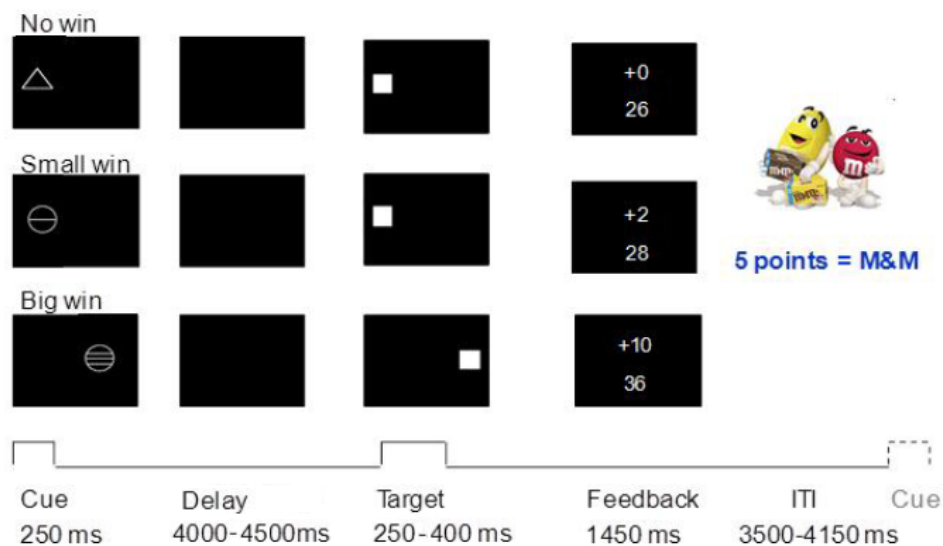 No win
+0
26
Small win
+2
28
5 points = M&M
Big win
+10
36
Cue Delay Target Feedback ITI Cue
250 ms 4000-4500ms 250-400 ms 1450 ms 3500-4150 ms
m
m&m's